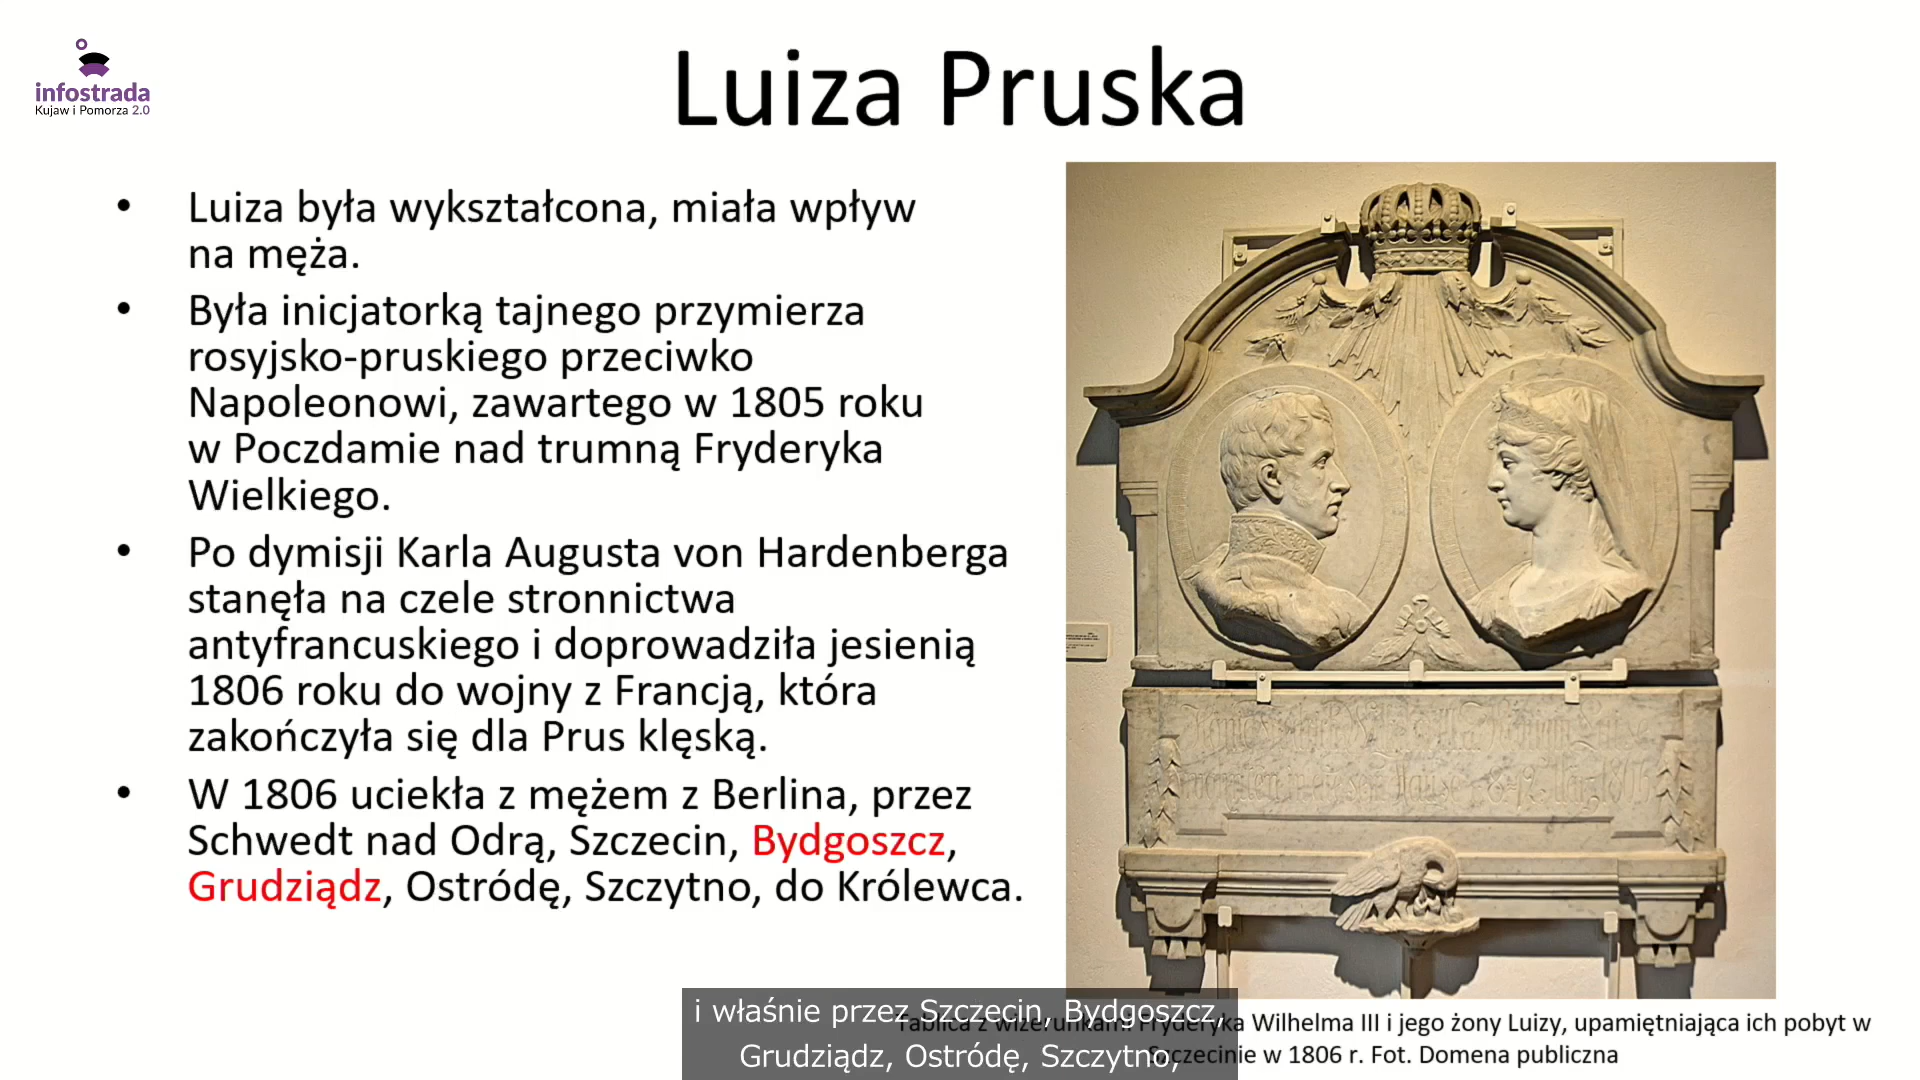 infostrada
Kujaw i Pomorza 2.0
Luiza Pruska
• Luiza była wykształcona, miała wpływ
na męża.
• Była inicjatorką tajnego przymierza
rosyjsko-pruskiego przeciwko
Napoleonowi, zawartego w 1805 roku
w Poczdamie nad trumną Fryderyka
Wielkiego.
• Po dymisji Karla Augusta von Hardenberga
stanęła na czele stronnictwa
antyfrancuskiego i doprowadziła jesienią
1806 roku do wojny z Francją, która
zakończyła się dla Prus klęską.
• W 1806 uciekła z mężem z Berlina, przez
Schwedt nad Odrą, Szczecin, Bydgoszcz,
Grudziądz, Ostródę, Szczytno, do Królewca.
Tablica z wizerunkami Fryderyka Wilhelma III i jego żony Luizy, upamiętniająca ich pobyt w
Szczecinie w 1806 r. Fot. Domena publiczna
i właśnie przez Szczecin, Bydgoszcz,
Grudziądz, Ostródę, Szczytno,